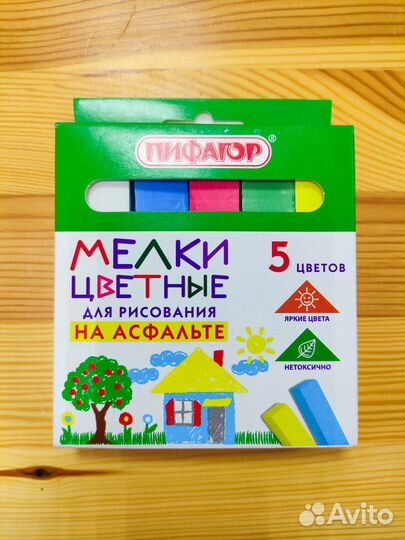 ПИФАГОР®
МЕЛКИ
ЦВЕТНЫЕ
5 ЦВЕТОВ
ДЛЯ РИСОВАНИЯ
НА АСФАЛЬТЕ
ЯРКИЕ ЦВЕТА
НЕТОКСИЧНО
Avito